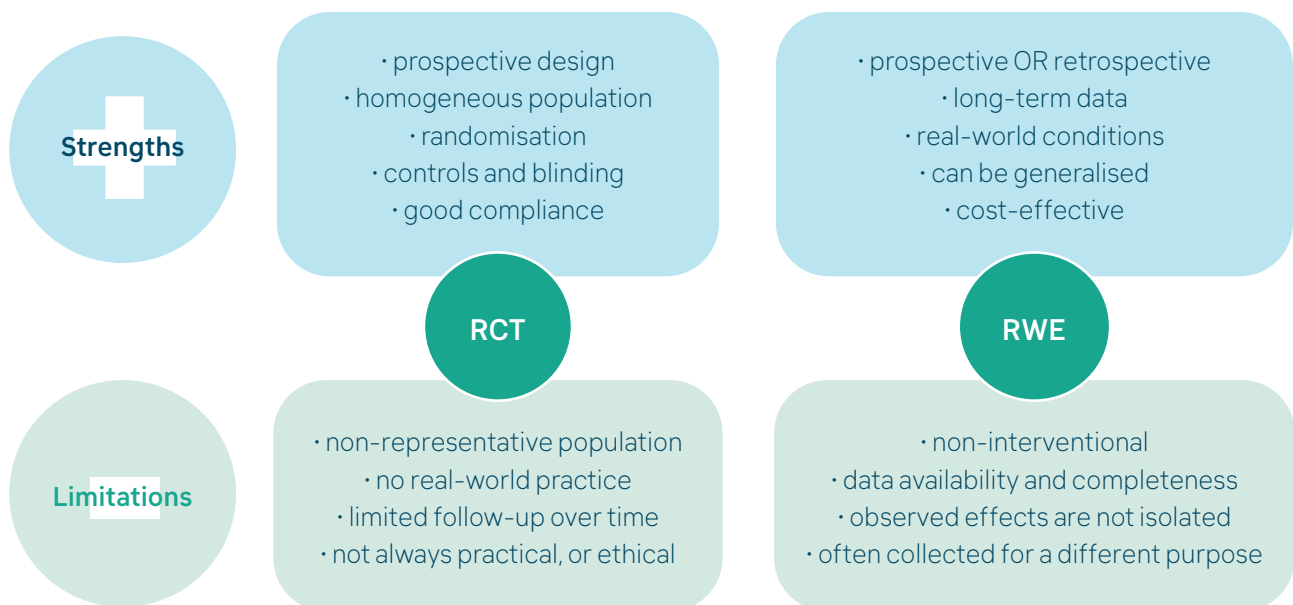 Strengths
· prospective design
· homogeneous population
· randomisation
· controls and blinding
· good compliance
· prospective OR retrospective
· long-term data
· real-world conditions
· can be generalised
· cost-effective
RCT
RWE
Limitations
· non-representative population
· no real-world practice
· limited follow-up over time
· not always practical, or ethical
· non-interventional
· data availability and completeness
· observed effects are not isolated
· often collected for a different purpose